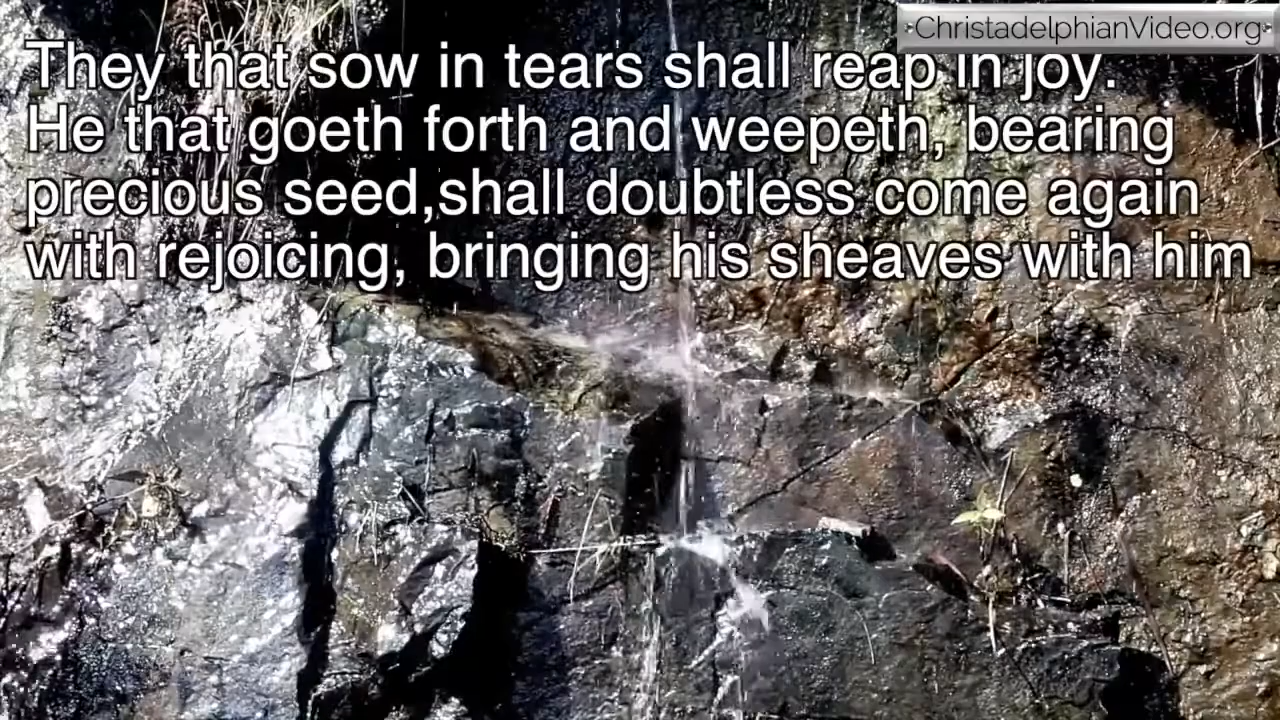 ChristadelphianVideo.org
They that sow in tears shall reap in joy.
He that goeth forth and weepeth, bearing
precious seed,shall doubtless come again
with rejoicing, bringing his sheaves with him